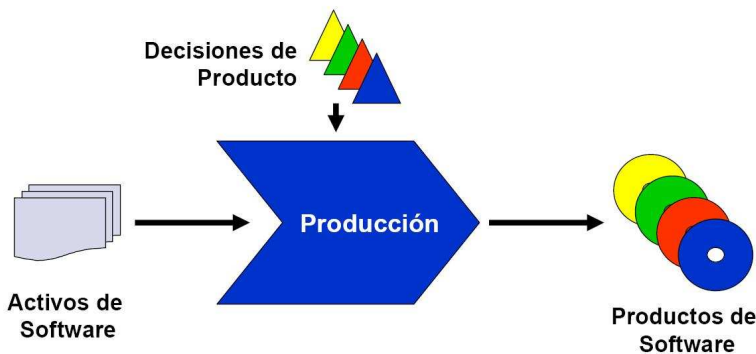 Decisiones de
Producto
Producción
Activos de
Software
Productos de
Software